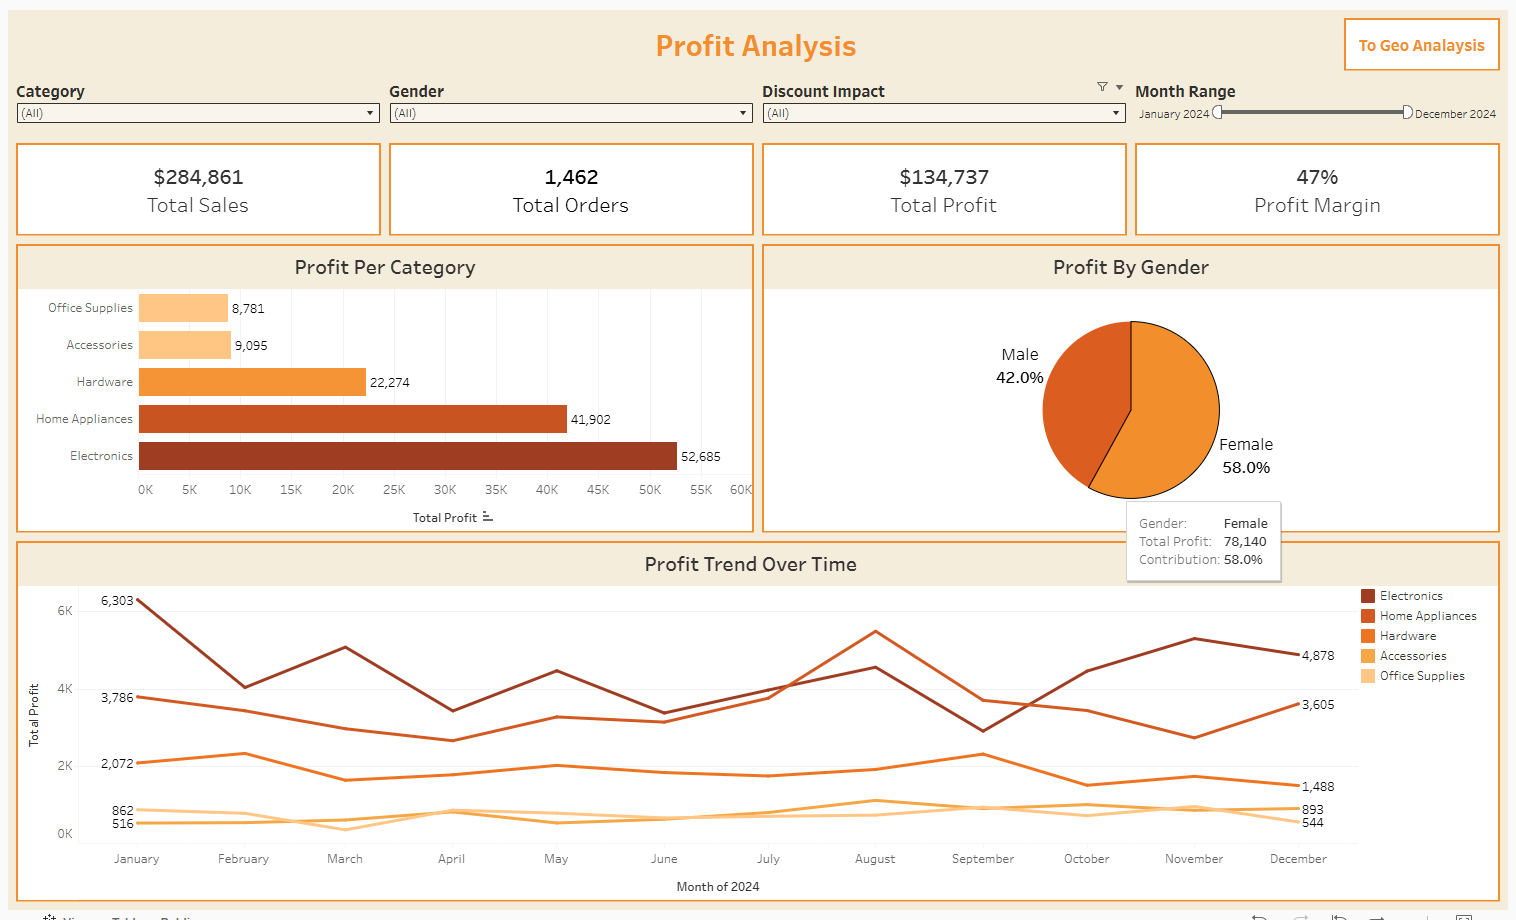 Profit Analysis
To Geo Analaysis
Category
Gender
Discount Impact
Month Range
(All)
(All)
(All)
January 2024
December 2024
$284,861
Total Sales
1,462
Total Orders
$134,737
Total Profit
47%
Profit Margin
Profit Per Category
Office Supplies
8,781
Accessories
9,095
Hardware
22,274
Home Appliances
41,902
Electronics
52,685
0K 5K 10K 15K 20K 25K 30K 35K 40K 45K 50K 55K 60K
Total Profit
Profit By Gender
Male
42.0%
Female
58.0%
Gender: Female
Total Profit: 78,140
Contribution: 58.0%
Profit Trend Over Time
Total Profit
6K
4K
2K
0K
6,303
3,786
2,072
862
516
4,878
3,605
1,488
893
544
January February March April May June July August September October November December
Month of 2024
Electronics
Home Appliances
Hardware
Accessories
Office Supplies